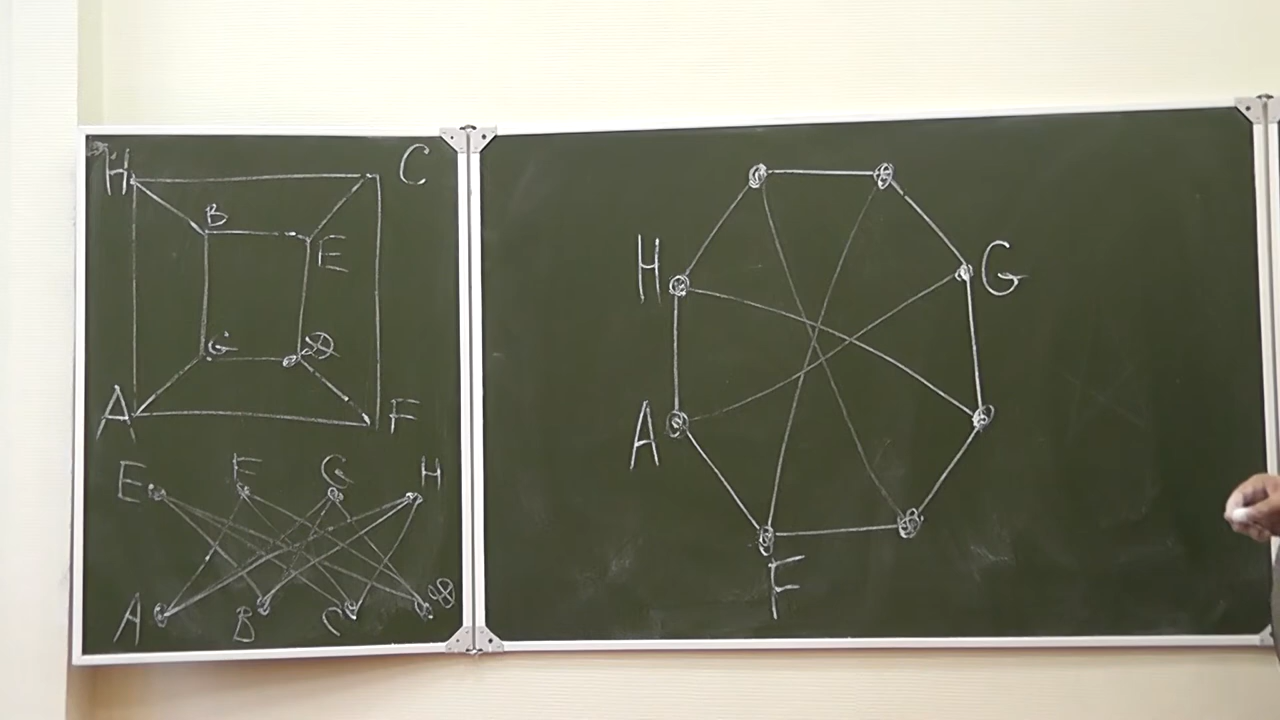 H C
B E
G D
A F
E F G H
A B C D
H G
A
F